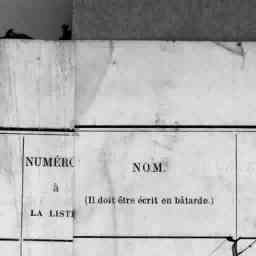 NUMÉRO
à
LA LISTE
NOM.
(Il doit être écrit en bâtarde.)